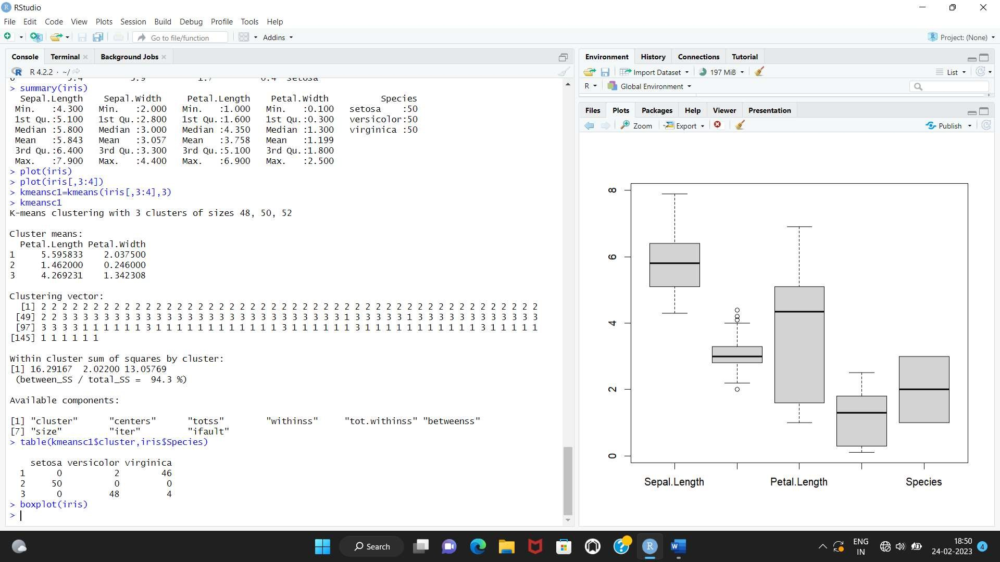 RStudio
File Edit Code View Plots Session Build Debug Profile Tools Help
Go to file/function Addins Project: (None)
Console Terminal Background Jobs
R 4.2.2 · ~/
> summary(iris)
  Sepal.Length    Sepal.Width     Petal.Length    Petal.Width          Species
 Min.   :4.300   Min.   :2.000   Min.   :1.000   Min.   :0.100   setosa    :50
 1st Qu.:5.100   1st Qu.:2.800   1st Qu.:1.600   1st Qu.:0.300   versicolor:50
 Median :5.800   Median :3.000   Median :4.350   Median :1.300   virginica :50
 Mean   :5.843   Mean   :3.057   Mean   :3.758   Mean   :1.199
 3rd Qu.:6.400   3rd Qu.:3.300   3rd Qu.:5.100   3rd Qu.:1.800
 Max.   :7.900   Max.   :4.400   Max.   :6.900   Max.   :2.500
> plot(iris)
> plot(iris[,3:4])
> kmeansc1=kmeans(iris[,3:4],3)
> kmeansc1
K-means clustering with 3 clusters of sizes 48, 50, 52
Cluster means:
  Petal.Length Petal.Width
1     5.595833    2.037500
2     1.462000    0.246000
3     4.269231    1.342308
Clustering vector:
  [1] 2 2 2 2 2 2 2 2 2 2 2 2 2 2 2 2 2 2 2 2 2 2 2 2 2 2 2 2 2 2 2 2 2 2 2 2 2 2 2 2 2 2 2 2 2 2 2 2
 [49] 2 2 3 3 3 3 3 3 3 3 3 3 3 3 3 3 3 3 3 3 3 3 3 3 3 3 3 3 3 1 3 3 3 3 3 1 3 3 3 3 3 3 3 3 3 3 3 3
 [97] 3 3 3 3 1 1 1 1 1 1 3 1 1 1 1 1 1 1 1 1 1 1 1 3 1 1 1 1 1 1 3 1 1 1 1 1 1 1 1 1 1 1 3 1 1 1 1 1
[145] 1 1 1 1 1 1
Within cluster sum of squares by cluster:
[1] 16.29167  2.02200 13.05769
 (between_SS / total_SS =  94.3 %)
Available components:
[1] "cluster"      "centers"      "totss"        "withinss"     "tot.withinss" "betweenss"
[7] "size"         "iter"         "ifault"
> table(kmeansc1$cluster,iris$Species)
    setosa versicolor virginica
  1      0          2        46
  2     50          0         0
  3      0         48         4
> boxplot(iris)
>
Environment History Connections Tutorial
Import Dataset 197 MiB List
R Global Environment
Files Plots Packages Help Viewer Presentation
Zoom Export Publish
8
6
4
2
0
Sepal.Length Petal.Length Species
Search
ENG
IN
18:50
24-02-2023
4